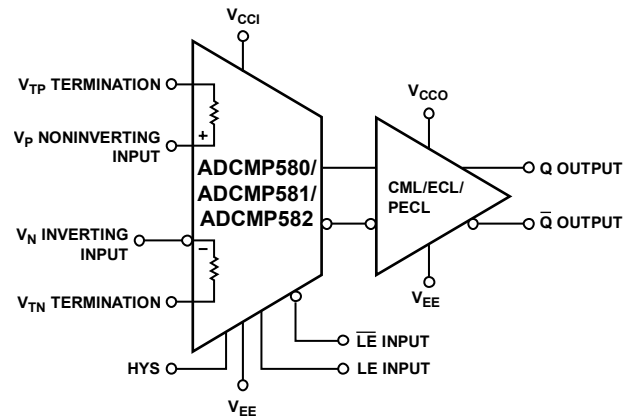 V_CCI
V_TP TERMINATION
V_CCO
V_P NONINVERTING
INPUT
+
ADCMP580/
ADCMP581/
ADCMP582
CML/ECL/
PECL
Q OUTPUT
Q̅ OUTPUT
V_N INVERTING
INPUT
−
V_TN TERMINATION
V_EE
L̅E̅ INPUT
HYS
LE INPUT
V_EE